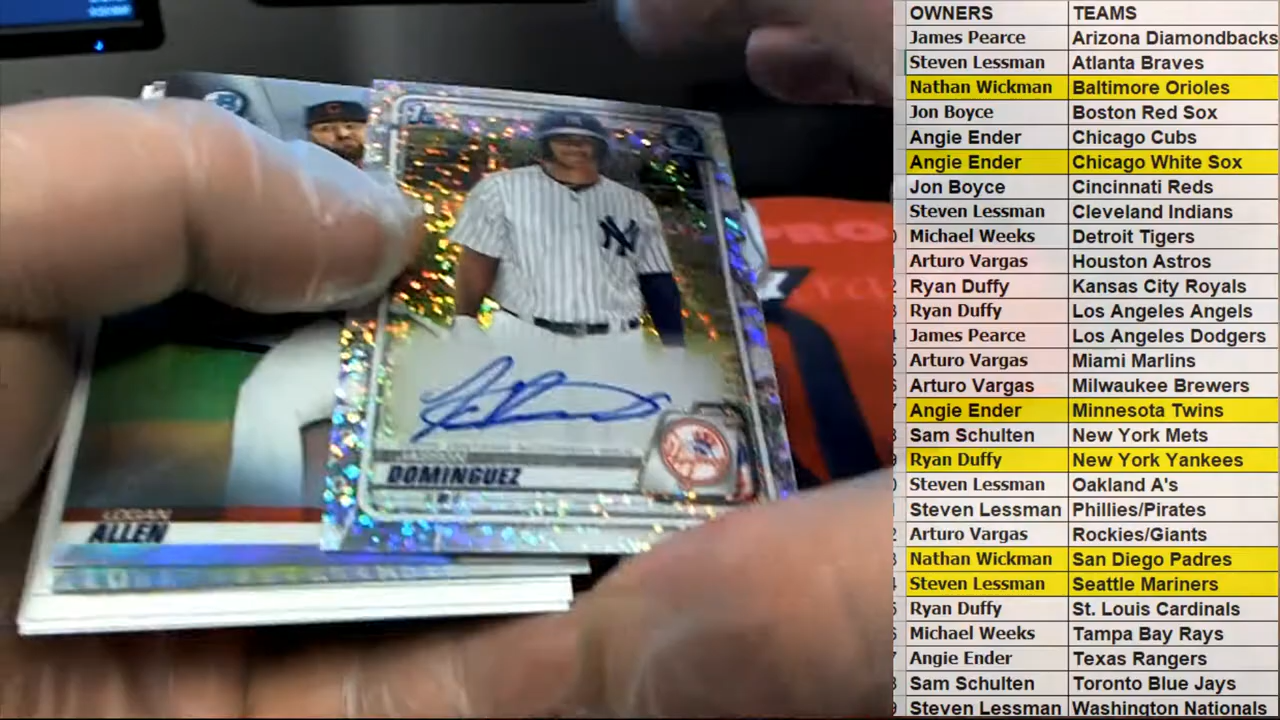 OWNERS TEAMS
James Pearce Arizona Diamondbacks
Steven Lessman Atlanta Braves
Nathan Wickman Baltimore Orioles
Jon Boyce Boston Red Sox
Angie Ender Chicago Cubs
Angie Ender Chicago White Sox
Jon Boyce Cincinnati Reds
Steven Lessman Cleveland Indians
Michael Weeks Detroit Tigers
Arturo Vargas Houston Astros
Ryan Duffy Kansas City Royals
Ryan Duffy Los Angeles Angels
James Pearce Los Angeles Dodgers
Arturo Vargas Miami Marlins
Arturo Vargas Milwaukee Brewers
Angie Ender Minnesota Twins
Sam Schulten New York Mets
Ryan Duffy New York Yankees
Steven Lessman Oakland A's
Steven Lessman Phillies/Pirates
Arturo Vargas Rockies/Giants
Nathan Wickman San Diego Padres
Steven Lessman Seattle Mariners
Ryan Duffy St. Louis Cardinals
Michael Weeks Tampa Bay Rays
Angie Ender Texas Rangers
Sam Schulten Toronto Blue Jays
Steven Lessman Washington Nationals
1st
NY
DOMINGUEZ
LOGAN
ALLEN
PRO